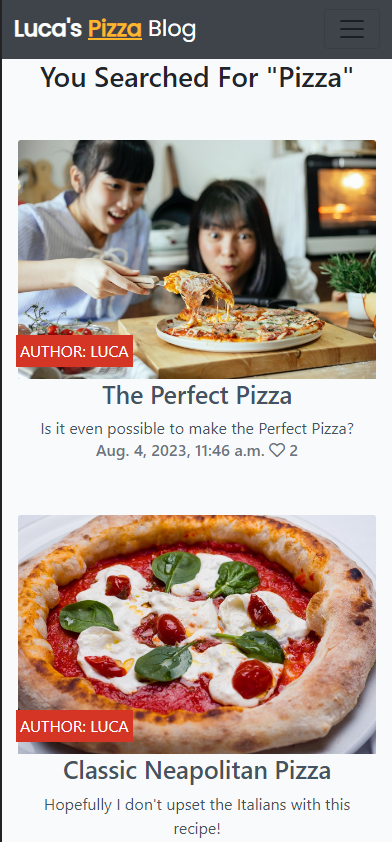 Luca's Pizza Blog
You Searched For "Pizza"
AUTHOR: LUCA
The Perfect Pizza
Is it even possible to make the Perfect Pizza?
Aug. 4, 2023, 11:46 a.m. 2
AUTHOR: LUCA
Classic Neapolitan Pizza
Hopefully I don't upset the Italians with this
recipe!